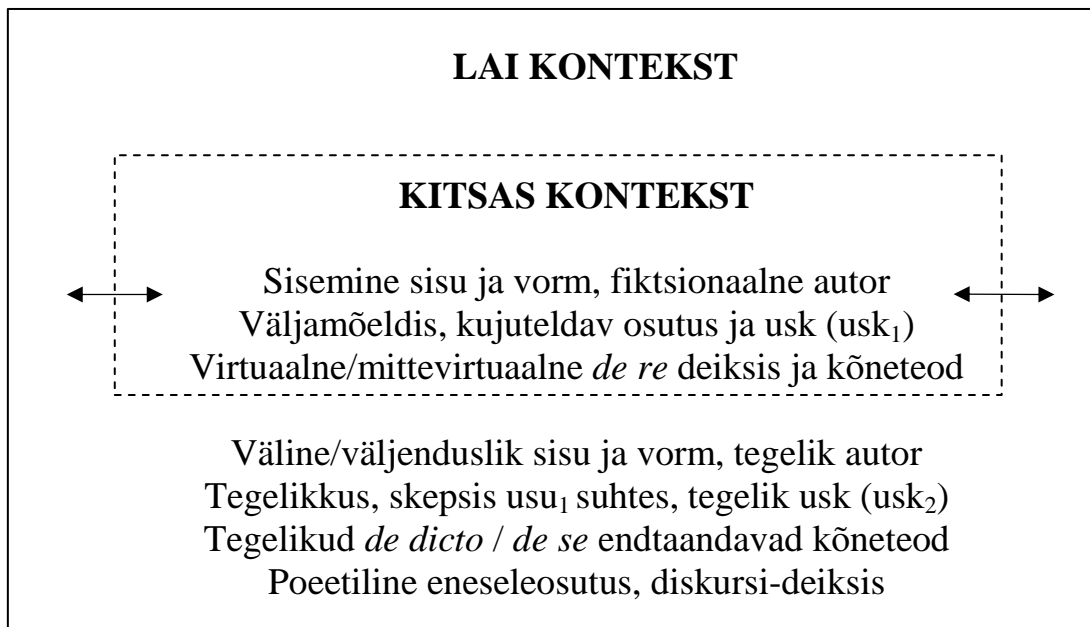 LAI KONTEKST
KITSAS KONTEKST
Sisemine sisu ja vorm, fiktsionaalne autor
Väljamõeldis, kujuteldav osutus ja usk (usk₁)
Virtuaalne/mittevirtuaalne de re deiksis ja kõneteod
Väline/väljenduslik sisu ja vorm, tegelik autor
Tegelikkus, skepsis usu₁ suhtes, tegelik usk (usk₂)
Tegelikud de dicto / de se endtaandavad kõneteod
Poeetiline eneseleosutus, diskursi-deiksis